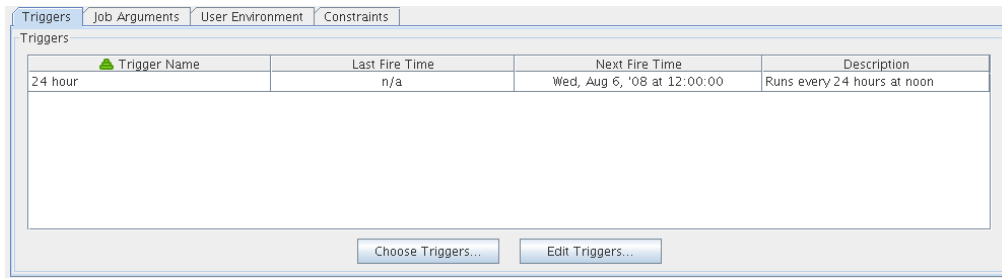 Triggers Job Arguments User Environment Constraints
Triggers
Trigger Name Last Fire Time Next Fire Time Description
24 hour n/a Wed, Aug 6, '08 at 12:00:00 Runs every 24 hours at noon
Choose Triggers... Edit Triggers...